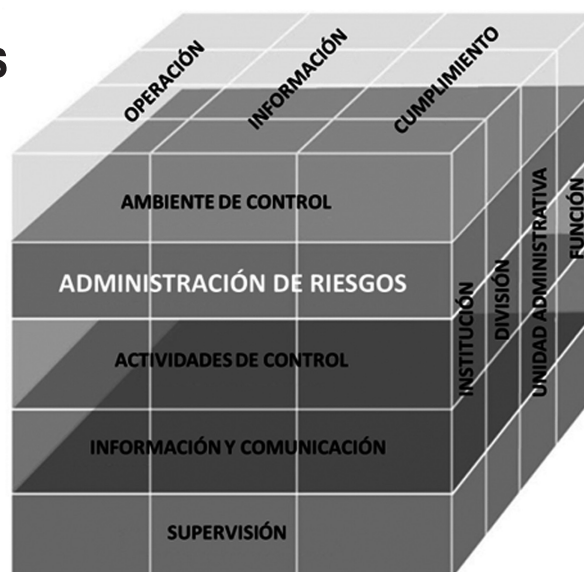 s
OPERACIÓN
INFORMACIÓN
CUMPLIMIENTO
AMBIENTE DE CONTROL
ADMINISTRACIÓN DE RIESGOS
ACTIVIDADES DE CONTROL
INFORMACIÓN Y COMUNICACIÓN
SUPERVISIÓN
INSTITUCIÓN
DIVISIÓN
UNIDAD ADMINISTRATIVA
FUNCIÓN